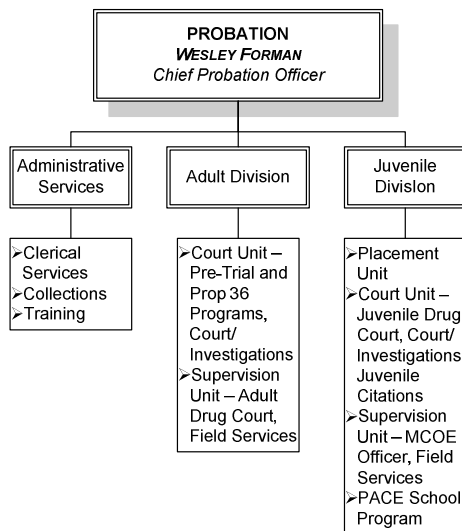 PROBATION
WESLEY FORMAN
Chief Probation Officer
Administrative
Services
Adult Division
Juvenile
Division
➢Clerical
Services
➢Collections
➢Training
➢Court Unit –
Pre-Trial and
Prop 36
Programs,
Court/
Investigations
➢Supervision
Unit – Adult
Drug Court,
Field Services
➢Placement
Unit
➢Court Unit –
Juvenile Drug
Court, Court/
Investigations
Juvenile
Citations
➢Supervision
Unit – MCOE
Officer, Field
Services
➢PACE School
Program